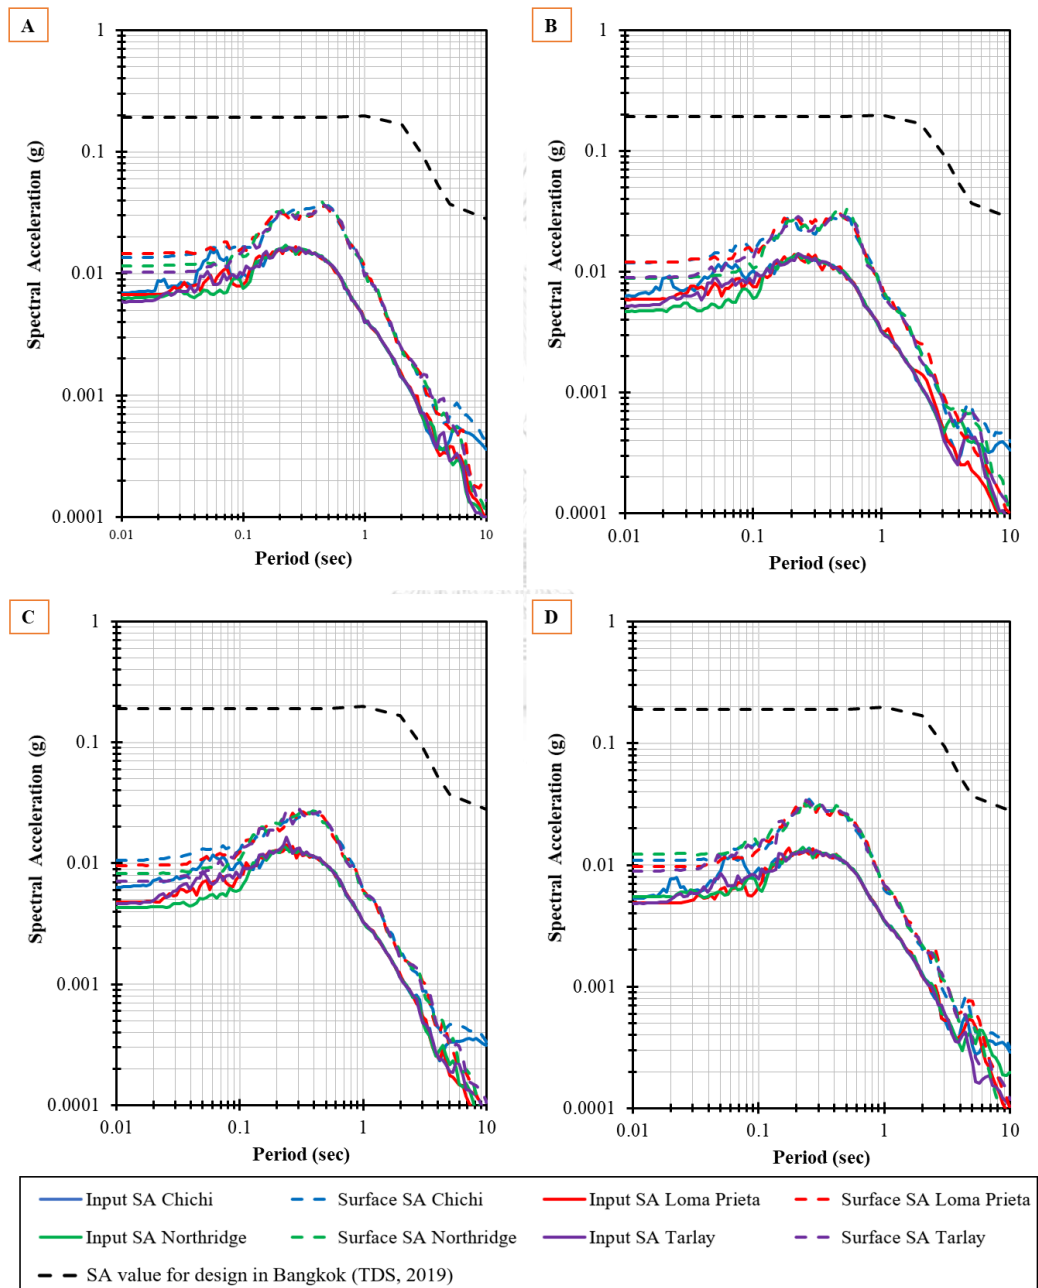 A
B
1
0.1
0.01
0.001
0.0001
Spectral Acceleration (g)
0.01
0.1
1
10
Period (sec)
1
0.1
0.01
0.001
0.0001
Spectral Acceleration (g)
0.01
0.1
1
10
Period (sec)
C
D
1
0.1
0.01
0.001
0.0001
Spectral Acceleration (g)
0.01
0.1
1
10
Period (sec)
1
0.1
0.01
0.001
0.0001
Spectral Acceleration (g)
0.01
0.1
1
10
Period (sec)
Input SA Chichi
Surface SA Chichi
Input SA Loma Prieta
Surface SA Loma Prieta
Input SA Northridge
Surface SA Northridge
Input SA Tarlay
Surface SA Tarlay
SA value for design in Bangkok (TDS, 2019)